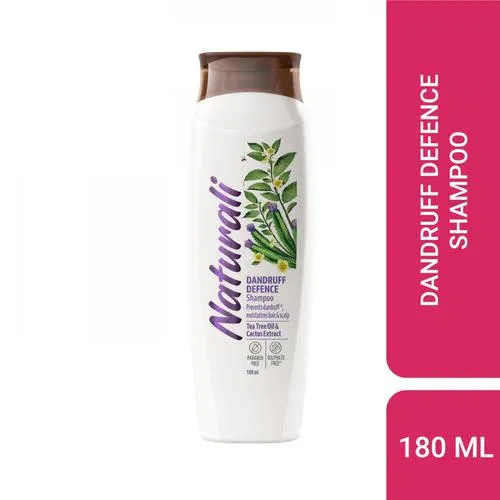 Naturali
DANDRUFF
DEFENCE
Shampoo
Prevents dandruff^,
moisturizes hair & scalp
Tea Tree Oil &
Cactus Extract
PARABEN
FREE
SULPHATE
FREE*
180 ml
DANDRUFF DEFENCE
SHAMPOO
180 ML